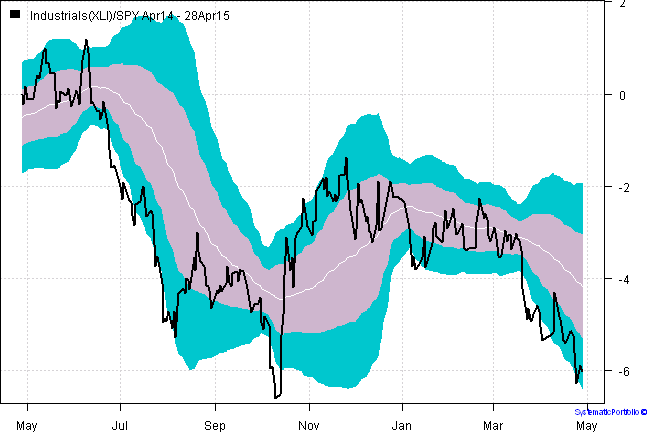 Industrials(XLI)/SPY Apr14 - 28Apr15
2
0
-2
-4
-6
May Jul Sep Nov Jan Mar May
SystematicPortfolio ©